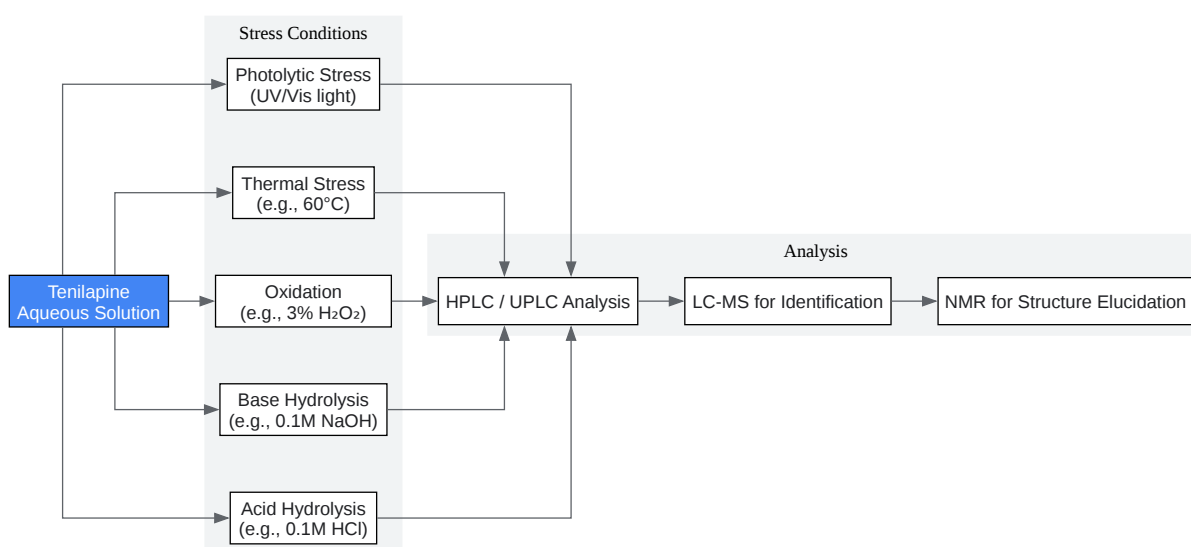 Stress Conditions
Photolytic Stress
(UV/Vis light)
Thermal Stress
(e.g., 60°C)
Analysis
Tenilapine
Aqueous Solution
Oxidation
(e.g., 3% H₂O₂)
HPLC / UPLC Analysis
LC-MS for Identification
NMR for Structure Elucidation
Base Hydrolysis
(e.g., 0.1M NaOH)
Acid Hydrolysis
(e.g., 0.1M HCl)